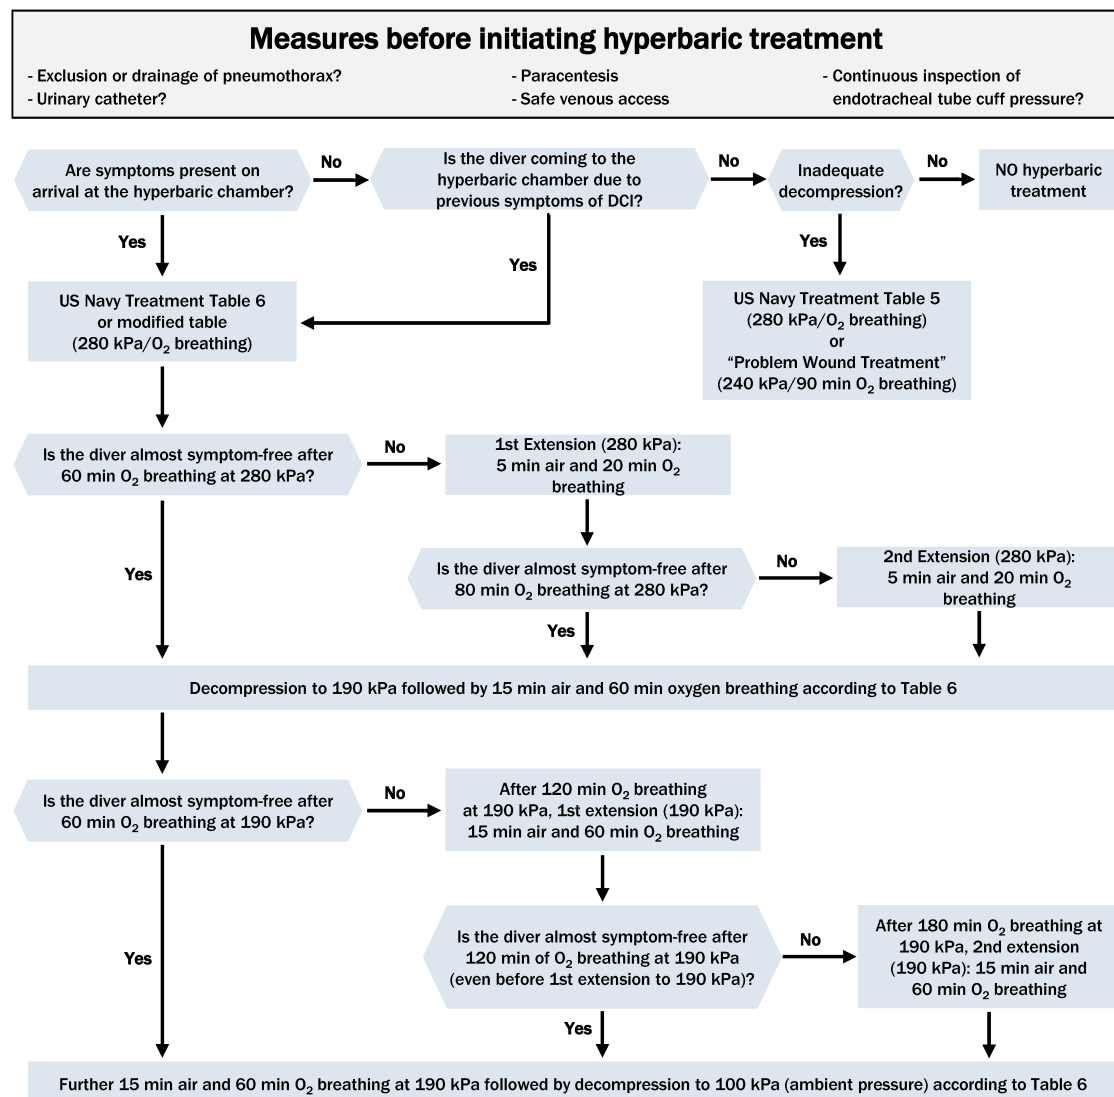 Measures before initiating hyperbaric treatment
- Exclusion or drainage of pneumothorax?
- Urinary catheter?
- Paracentesis
- Safe venous access
- Continuous inspection of
endotracheal tube cuff pressure?
Are symptoms present on
arrival at the hyperbaric chamber?
No
Is the diver coming to the
hyperbaric chamber due to
previous symptoms of DCI?
No
Inadequate
decompression?
No
NO hyperbaric
treatment
Yes
Yes
Yes
US Navy Treatment Table 6
or modified table
(280 kPa/O₂ breathing)
US Navy Treatment Table 5
(280 kPa/O₂ breathing)
or
“Problem Wound Treatment”
(240 kPa/90 min O₂ breathing)
Is the diver almost symptom-free after
60 min O₂ breathing at 280 kPa?
No
1st Extension (280 kPa):
5 min air and 20 min O₂
breathing
Yes
Is the diver almost symptom-free after
80 min O₂ breathing at 280 kPa?
No
2nd Extension (280 kPa):
5 min air and 20 min O₂
breathing
Yes
Decompression to 190 kPa followed by 15 min air and 60 min oxygen breathing according to Table 6
Is the diver almost symptom-free after
60 min O₂ breathing at 190 kPa?
No
After 120 min O₂ breathing
at 190 kPa, 1st extension (190 kPa):
15 min air and 60 min O₂ breathing
Yes
Is the diver almost symptom-free after
120 min of O₂ breathing at 190 kPa
(even before 1st extension to 190 kPa)?
No
After 180 min O₂ breathing at
190 kPa, 2nd extension
(190 kPa): 15 min air and
60 min O₂ breathing
Yes
Further 15 min air and 60 min O₂ breathing at 190 kPa followed by decompression to 100 kPa (ambient pressure) according to Table 6